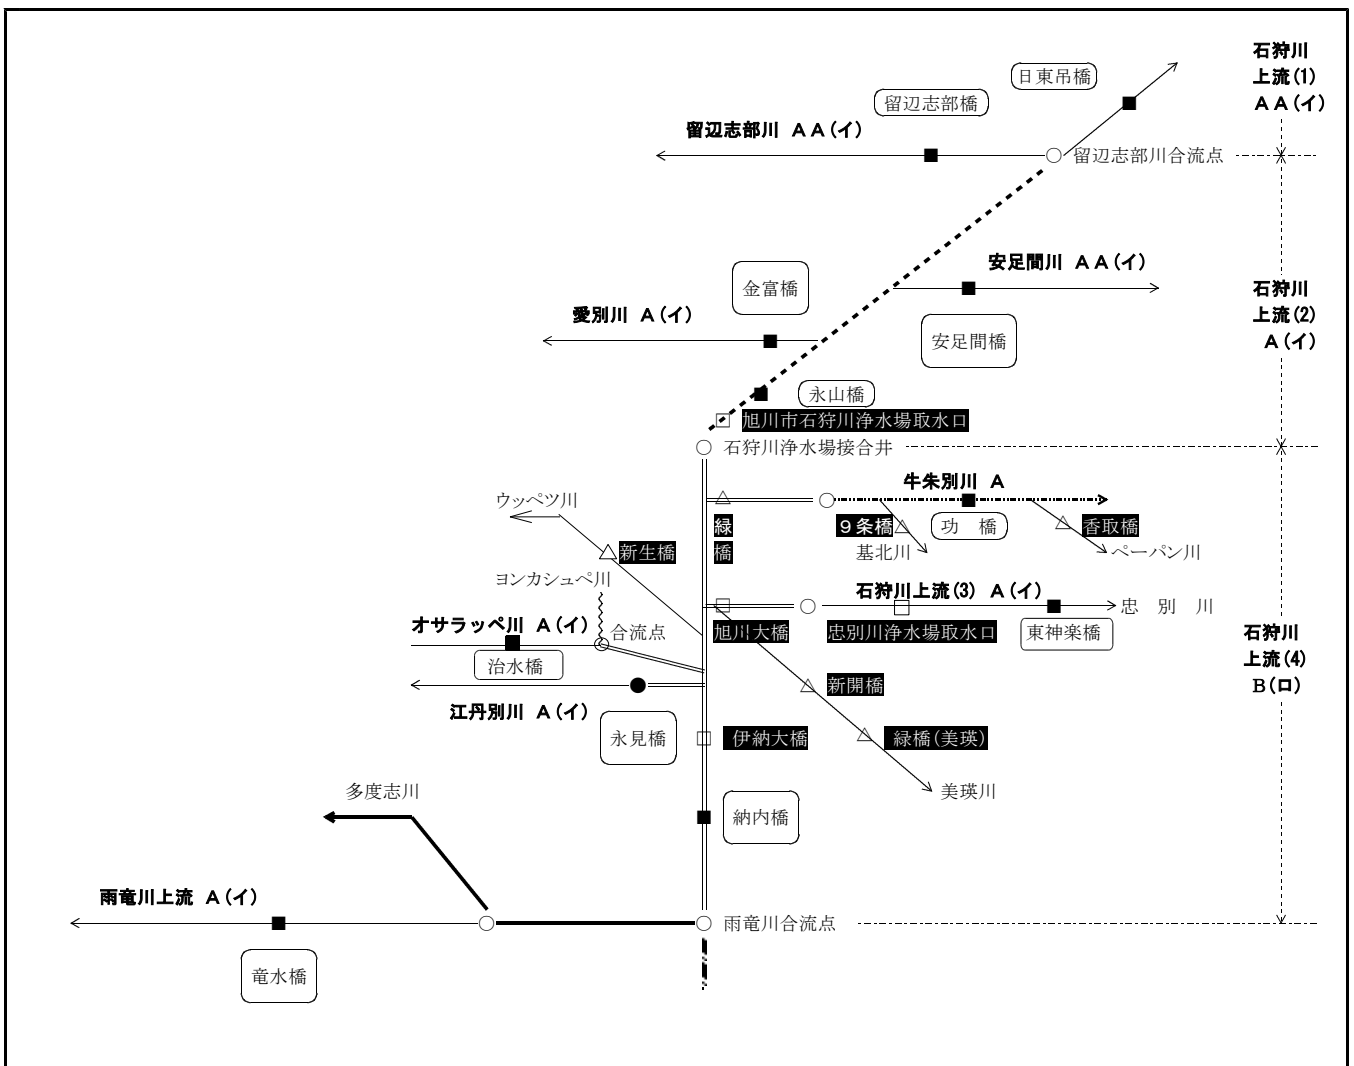 石狩川
上流(1)
ＡＡ(イ)
日東吊橋
留辺志部橋
留辺志部川 ＡＡ(イ)
留辺志部川合流点
安足間川 ＡＡ(イ)
金富橋
石狩川
上流(2)
Ａ(イ)
愛別川 Ａ(イ)
安足間橋
永山橋
旭川市石狩川浄水場取水口
石狩川浄水場接合井
牛朱別川 Ａ
ウッペツ川
緑
橋
９条橋
功 橋
香取橋
新生橋
基北川
ペーパン川
ヨンカシュペ川
石狩川上流(3) Ａ(イ)
忠 別 川
オサラッペ川 Ａ(イ)
合流点
旭川大橋
忠別川浄水場取水口
東神楽橋
石狩川
上流(4)
Ｂ(ロ)
治水橋
新開橋
江丹別川 Ａ(イ)
永見橋
伊納大橋
緑橋(美瑛)
多度志川
美瑛川
納内橋
雨竜川上流 Ａ(イ)
雨竜川合流点
竜水橋